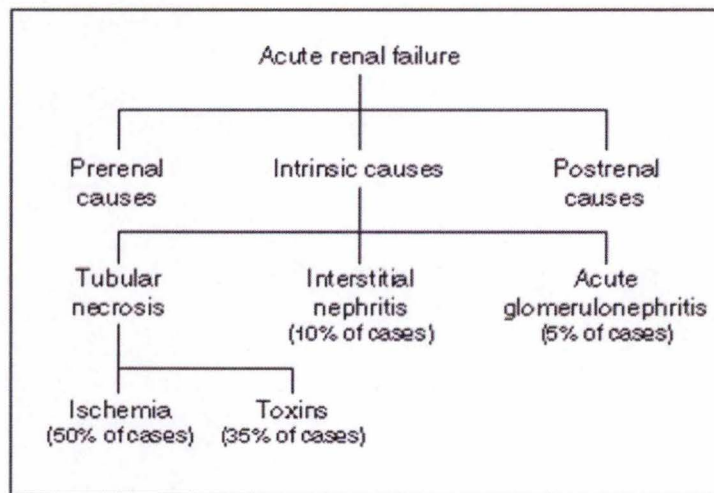 Acute renal failure
Prerenal causes
Intrinsic causes
Postrenal causes
Tubular necrosis
Interstitial nephritis
(10% of cases)
Acute glomerulonephritis
(5% of cases)
Ischemia
(50% of cases)
Toxins
(35% of cases)